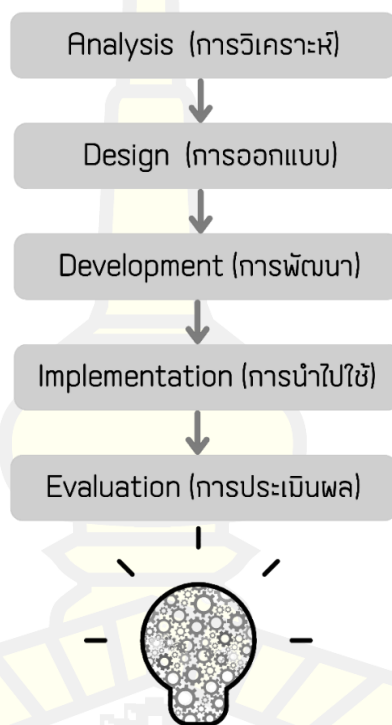 Analysis (การวิเคราะห์)
Design (การออกแบบ)
Development (การพัฒนา)
Implementation (การนำไปใช้)
Evaluation (การประเมินผล)